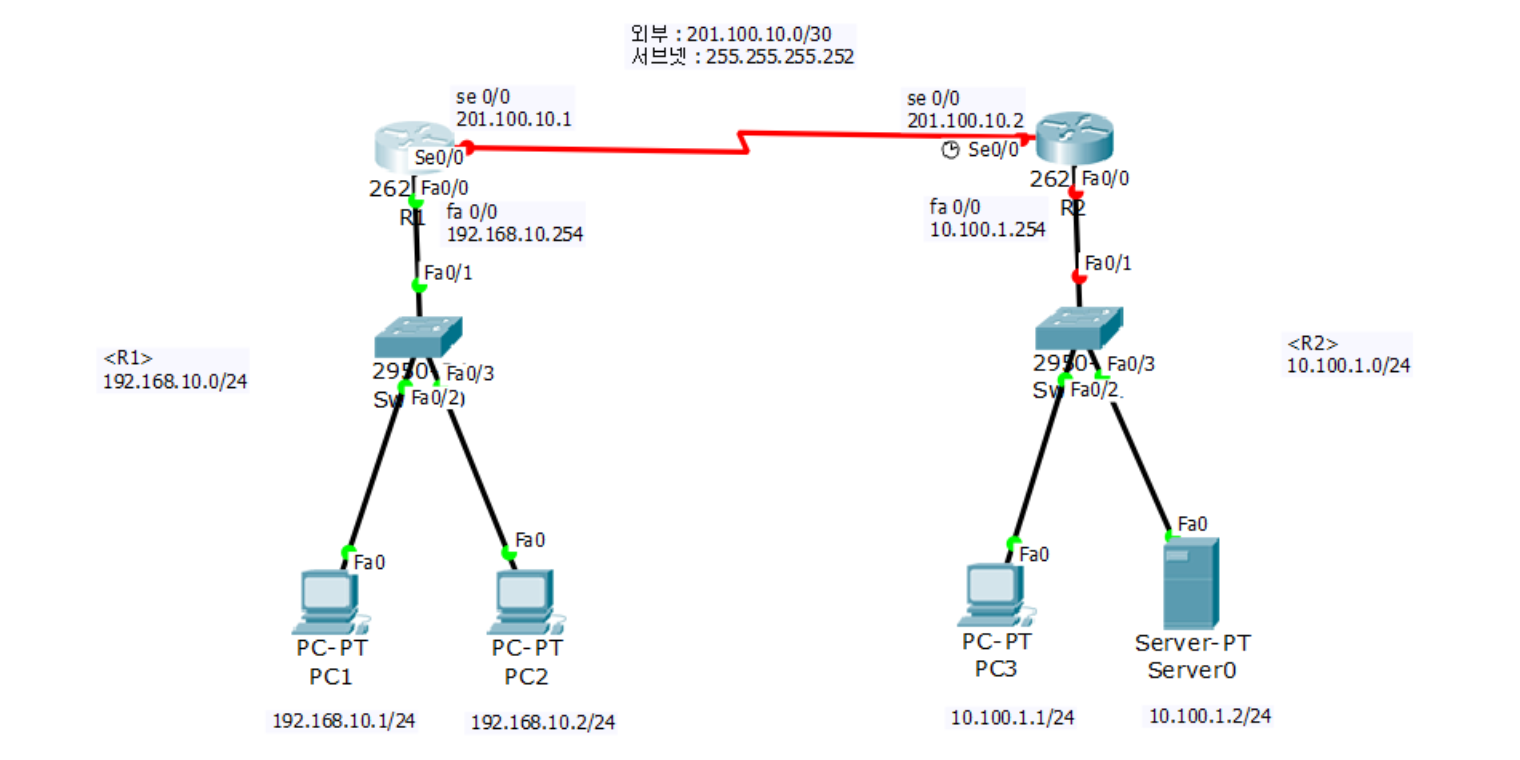 외부 : 201.100.10.0/30
서브넷 : 255.255.255.252
se 0/0
201.100.10.1
se 0/0
201.100.10.2
Se0/0
Se0/0
262
Fa0/0
R1
fa 0/0
192.168.10.254
262
Fa0/0
R2
fa 0/0
10.100.1.254
Fa0/1
Fa0/1
<R1>
192.168.10.0/24
<R2>
10.100.1.0/24
2950-
Fa0/3
Sw
Fa0/2
2950-
Fa0/3
Sw
Fa0/2
Fa0
Fa0
Fa0
Fa0
PC-PT
PC1
PC-PT
PC2
PC-PT
PC3
Server-PT
Server0
192.168.10.1/24
192.168.10.2/24
10.100.1.1/24
10.100.1.2/24